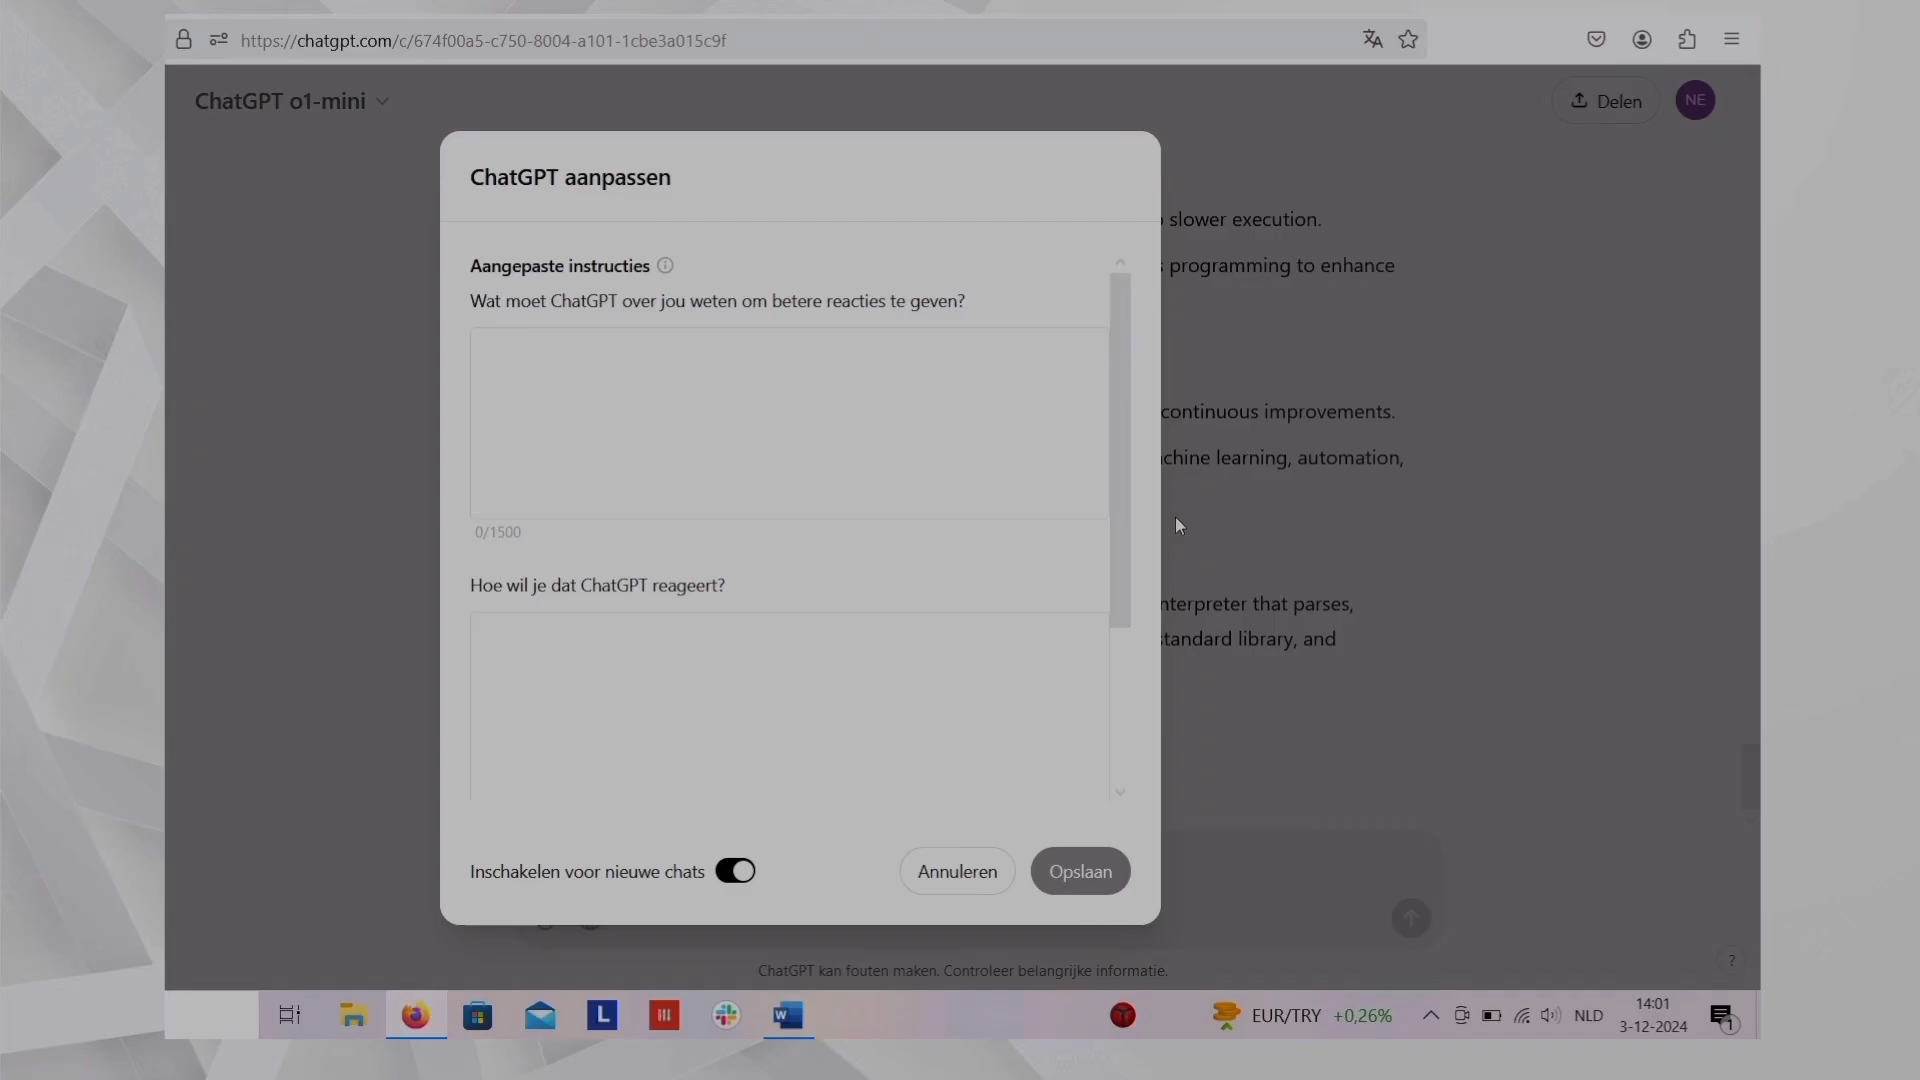 https://chatgpt.com/c/674f00a5-c750-8004-a101-1cbe3a015c9f
ChatGPT o1-mini
Delen
NE
ChatGPT aanpassen
slower execution.
Aangepaste instructies
programming to enhance
Wat moet ChatGPT over jou weten om betere reacties te geven?
continuous improvements.
chine learning, automation,
0/1500
Hoe wil je dat ChatGPT reageert?
nterpreter that parses,
standard library, and
Inschakelen voor nieuwe chats
Annuleren
Opslaan
ChatGPT kan fouten maken. Controleer belangrijke informatie.
?
L
W
EUR/TRY +0,26%
NLD
14:01
3-12-2024
1